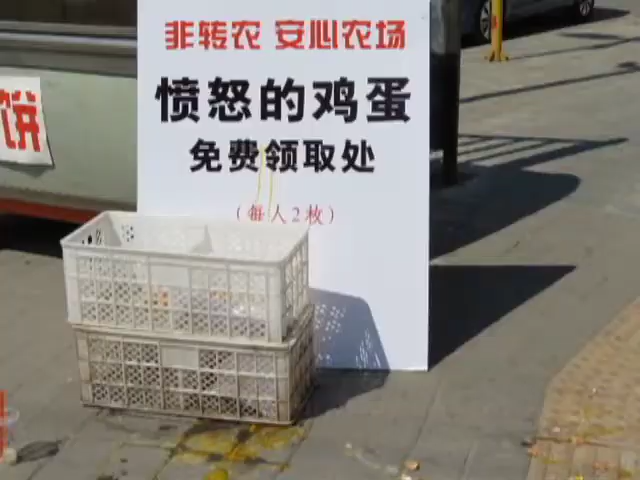 非转农 安心农场
愤怒的鸡蛋
免费领取处
（每人2枚）
饼